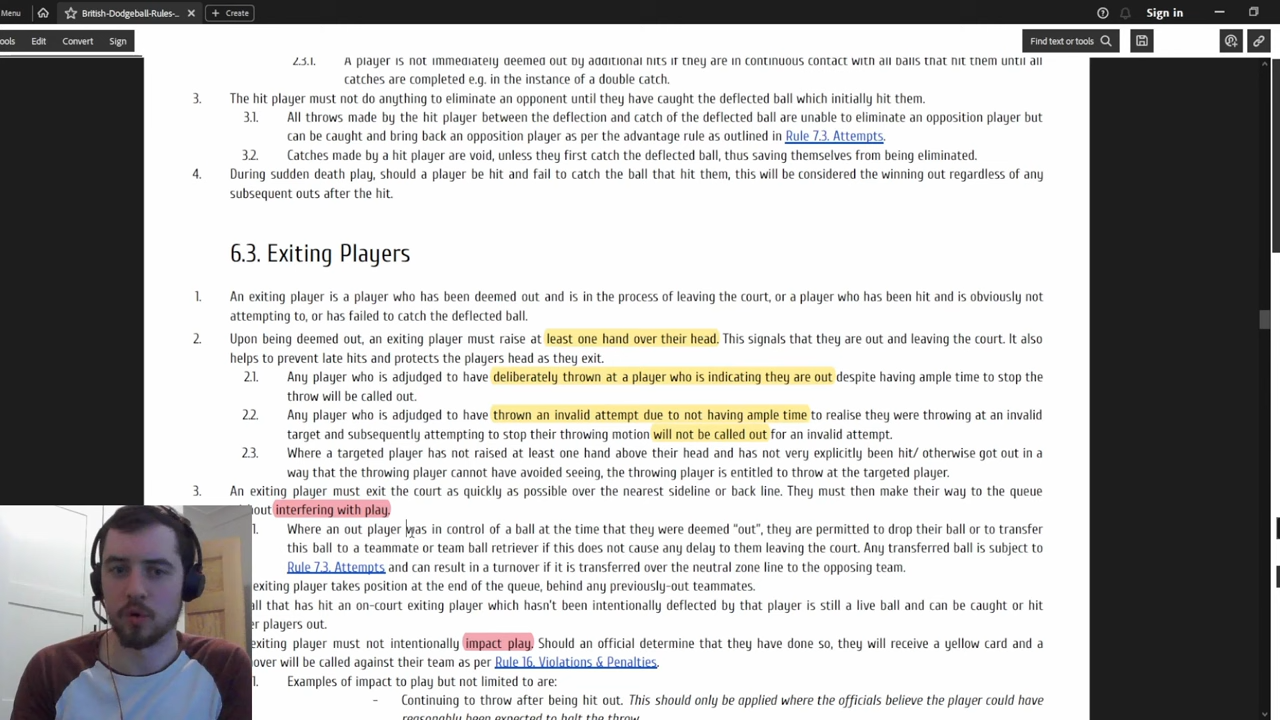 Menu
British-Dodgeball-Rules-...
Create
Sign in
ools
Edit
Convert
Sign
Find text or tools
2.3.1. A player is not immediately deemed out by additional hits if they are in continuous contact with all balls that hit them until all
catches are completed e.g. in the instance of a double catch.
3. The hit player must not do anything to eliminate an opponent until they have caught the deflected ball which initially hit them.
3.1. All throws made by the hit player between the deflection and catch of the deflected ball are unable to eliminate an opposition player but
can be caught and bring back an opposition player as per the advantage rule as outlined in Rule 7.3. Attempts.
3.2. Catches made by a hit player are void, unless they first catch the deflected ball, thus saving themselves from being eliminated.
4. During sudden death play, should a player be hit and fail to catch the ball that hit them, this will be considered the winning out regardless of any
subsequent outs after the hit.
6.3. Exiting Players
1. An exiting player is a player who has been deemed out and is in the process of leaving the court, or a player who has been hit and is obviously not
attempting to, or has failed to catch the deflected ball.
2. Upon being deemed out, an exiting player must raise at least one hand over their head. This signals that they are out and leaving the court. It also
helps to prevent late hits and protects the players head as they exit.
2.1. Any player who is adjudged to have deliberately thrown at a player who is indicating they are out despite having ample time to stop the
throw will be called out.
2.2. Any player who is adjudged to have thrown an invalid attempt due to not having ample time to realise they were throwing at an invalid
target and subsequently attempting to stop their throwing motion will not be called out for an invalid attempt.
2.3. Where a targeted player has not raised at least one hand above their head and has not very explicitly been hit/ otherwise got out in a
way that the throwing player cannot have avoided seeing, the throwing player is entitled to throw at the targeted player.
3. An exiting player must exit the court as quickly as possible over the nearest sideline or back line. They must then make their way to the queue
out interfering with play.
1. Where an out player was in control of a ball at the time that they were deemed “out”, they are permitted to drop their ball or to transfer
this ball to a teammate or team ball retriever if this does not cause any delay to them leaving the court. Any transferred ball is subject to
Rule 7.3. Attempts and can result in a turnover if it is transferred over the neutral zone line to the opposing team.
exiting player takes position at the end of the queue, behind any previously-out teammates.
all that has hit an on-court exiting player which hasn't been intentionally deflected by that player is still a live ball and can be caught or hit
er players out.
exiting player must not intentionally impact play. Should an official determine that they have done so, they will receive a yellow card and a
over will be called against their team as per Rule 16. Violations & Penalties.
1. Examples of impact to play but not limited to are:
- Continuing to throw after being hit out. This should only be applied where the officials believe the player could have
reasonably been expected to halt the throw.